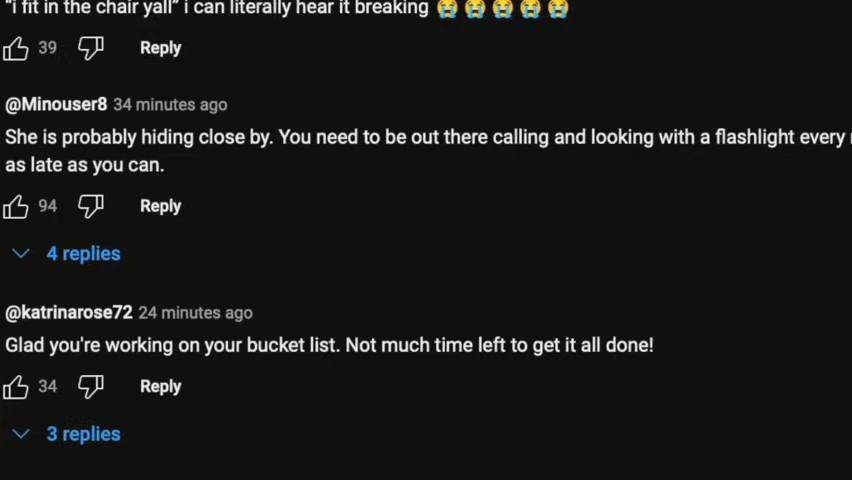 "i fit in the chair yall" i can literally hear it breaking 😭😭😭😭😭
39 Reply
@Minouser8 34 minutes ago
She is probably hiding close by. You need to be out there calling and looking with a flashlight every
as late as you can.
94 Reply
4 replies
@katrinarose72 24 minutes ago
Glad you're working on your bucket list. Not much time left to get it all done!
34 Reply
3 replies